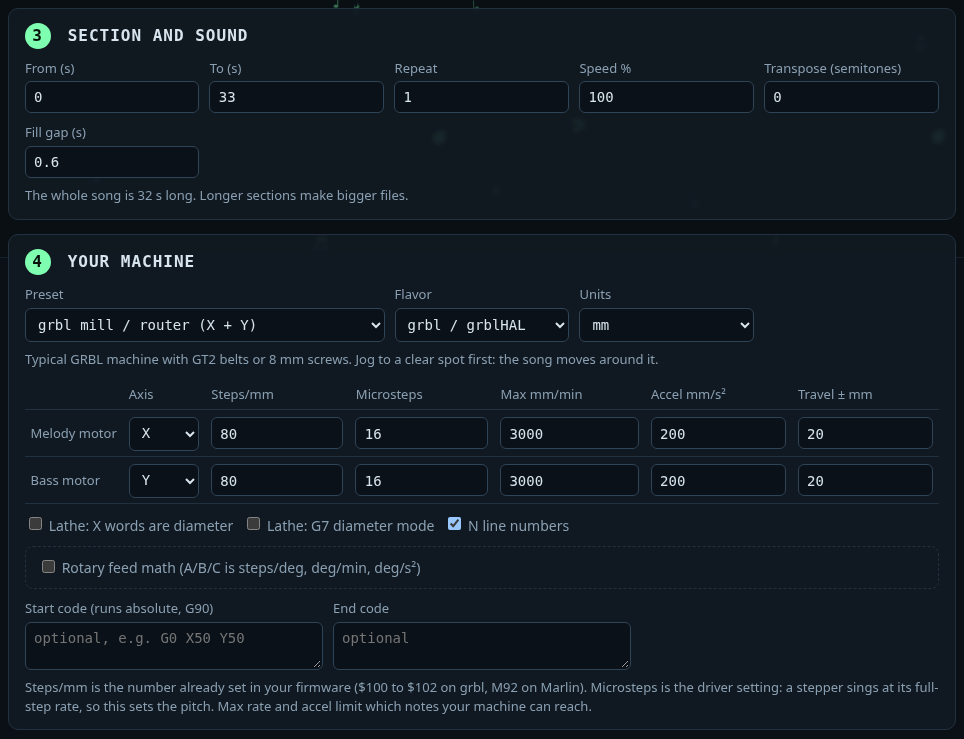 3 SECTION AND SOUND
From (s) To (s) Repeat Speed % Transpose (semitones)
0 33 1 100 0
Fill gap (s)
0.6
The whole song is 32 s long. Longer sections make bigger files.
4 YOUR MACHINE
Preset Flavor Units
grbl mill / router (X + Y) grbl / grblHAL mm
Typical GRBL machine with GT2 belts or 8 mm screws. Jog to a clear spot first: the song moves around it.
Axis Steps/mm Microsteps Max mm/min Accel mm/s² Travel ± mm
Melody motor X 80 16 3000 200 20
Bass motor Y 80 16 3000 200 20
Lathe: X words are diameter Lathe: G7 diameter mode N line numbers
Rotary feed math (A/B/C is steps/deg, deg/min, deg/s²)
Start code (runs absolute, G90) End code
optional, e.g. G0 X50 Y50 optional
Steps/mm is the number already set in your firmware ($100 to $102 on grbl, M92 on Marlin). Microsteps is the driver setting: a stepper sings at its full-
step rate, so this sets the pitch. Max rate and accel limit which notes your machine can reach.